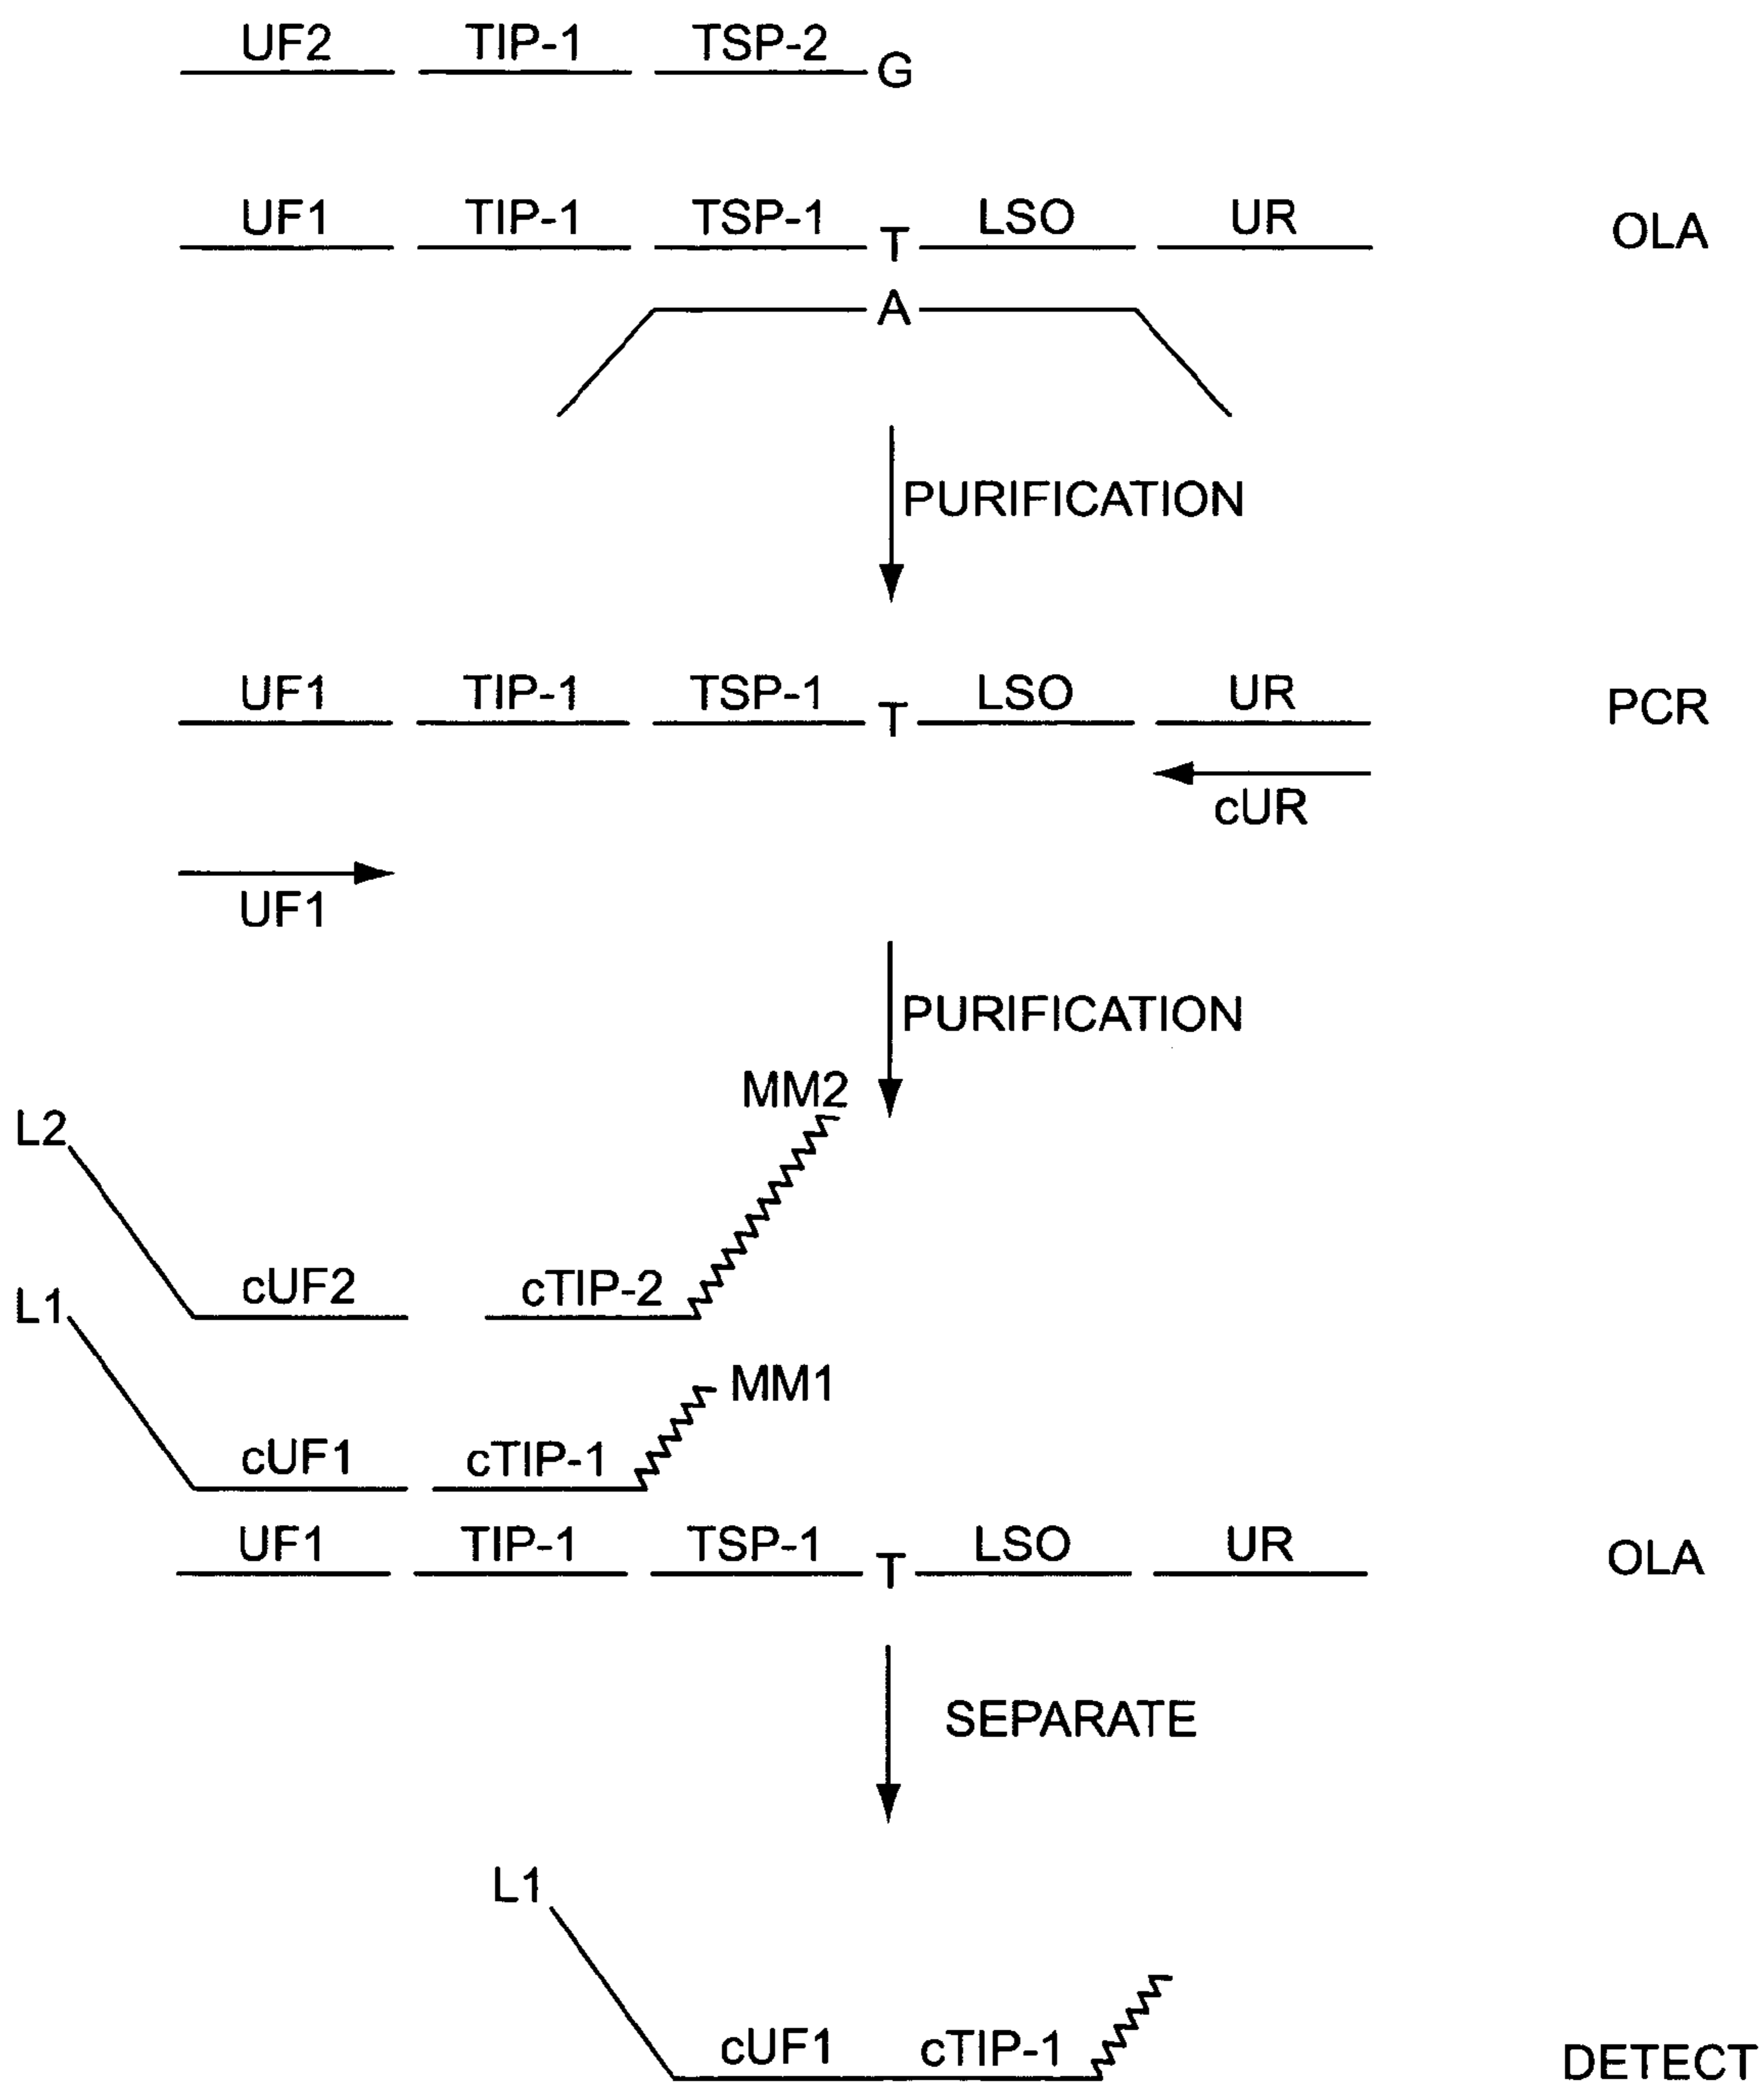 UF2 TIP-1 TSP-2 G
UF1 TIP-1 TSP-1 T LSO UR OLA
A
PURIFICATION
UF1 TIP-1 TSP-1 T LSO UR PCR
cUR
UF1
PURIFICATION
MM2
L2
cUF2 cTIP-2
L1
MM1
cUF1 cTIP-1
UF1 TIP-1 TSP-1 T LSO UR OLA
SEPARATE
L1
cUF1 cTIP-1
DETECT